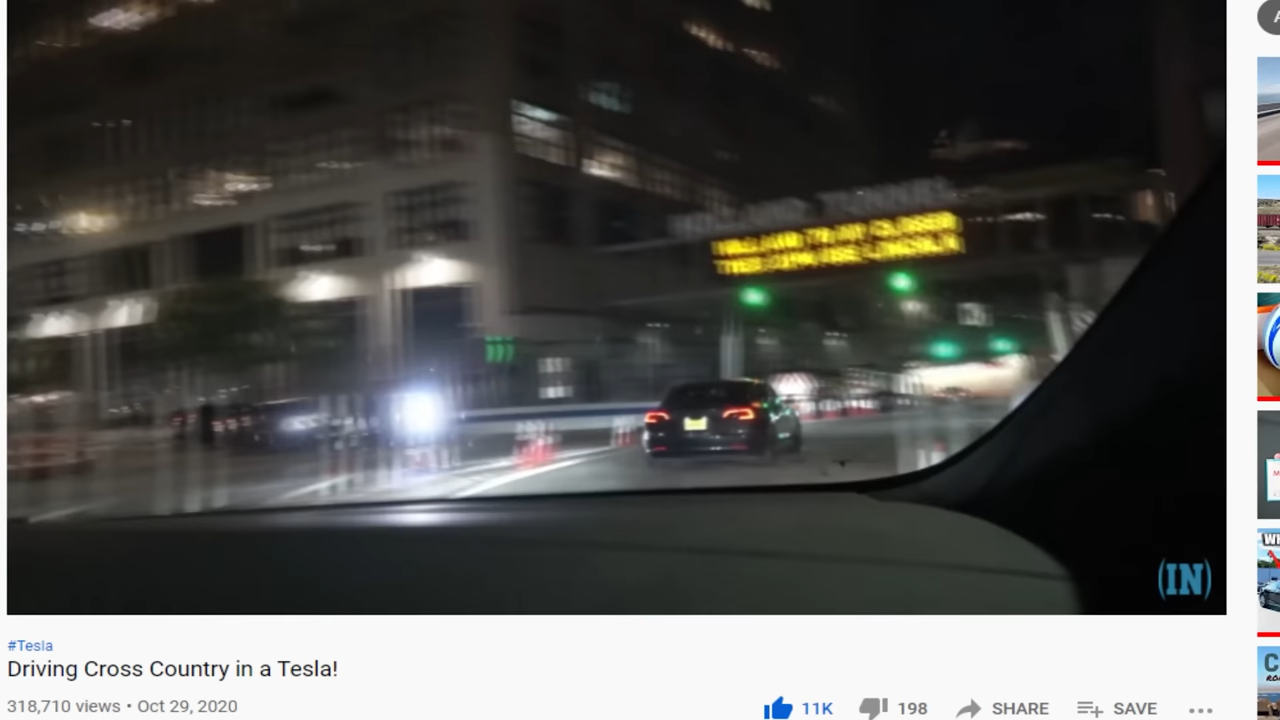 (IN)
#Tesla
Driving Cross Country in a Tesla!
318,710 views • Oct 29, 2020
11K
198
SHARE
SAVE